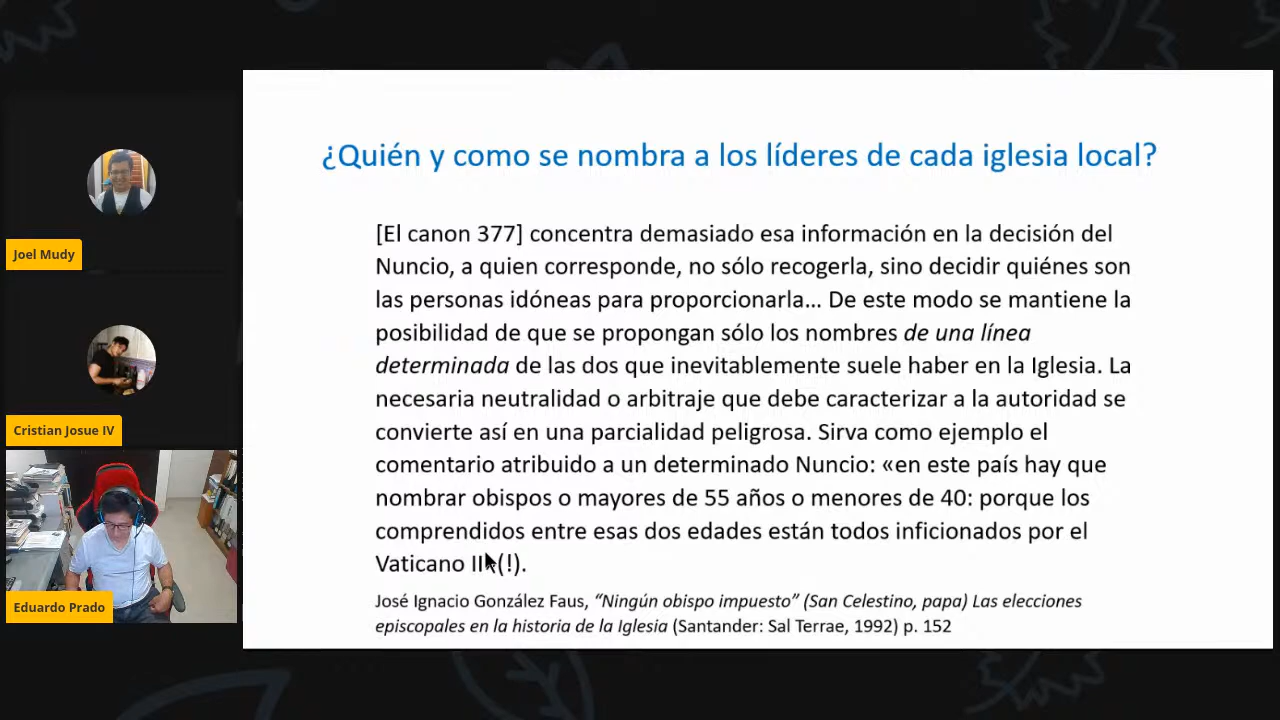 ¿Quién y como se nombra a los líderes de cada iglesia local?
[El canon 377] concentra demasiado esa información en la decisión del
Nuncio, a quien corresponde, no sólo recogerla, sino decidir quiénes son
las personas idóneas para proporcionarla... De este modo se mantiene la
posibilidad de que se propongan sólo los nombres de una línea
determinada de las dos que inevitablemente suele haber en la Iglesia. La
necesaria neutralidad o arbitraje que debe caracterizar a la autoridad se
convierte así en una parcialidad peligrosa. Sirva como ejemplo el
comentario atribuido a un determinado Nuncio: «en este país hay que
nombrar obispos o mayores de 55 años o menores de 40: porque los
comprendidos entre esas dos edades están todos inficionados por el
Vaticano II (!).
José Ignacio González Faus, “Ningún obispo impuesto” (San Celestino, papa) Las elecciones
episcopales en la historia de la Iglesia (Santander: Sal Terrae, 1992) p. 152
Joel Mudy
Cristian Josue IV
Eduardo Prado